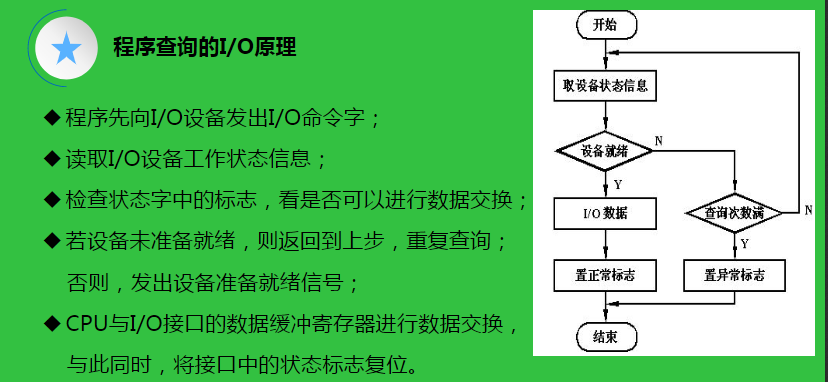 程序查询的I/O原理
◆ 程序先向I/O设备发出I/O命令字；
◆ 读取I/O设备工作状态信息；
◆ 检查状态字中的标志，看是否可以进行数据交换；
◆ 若设备未准备就绪，则返回到上步，重复查询；
否则，发出设备准备就绪信号；
◆ CPU与I/O接口的数据缓冲寄存器进行数据交换，
与此同时，将接口中的状态标志复位。
开始
取设备状态信息
设备就绪
N
Y
I/O 数据
查询次数满
N
Y
置正常标志
置异常标志
结束